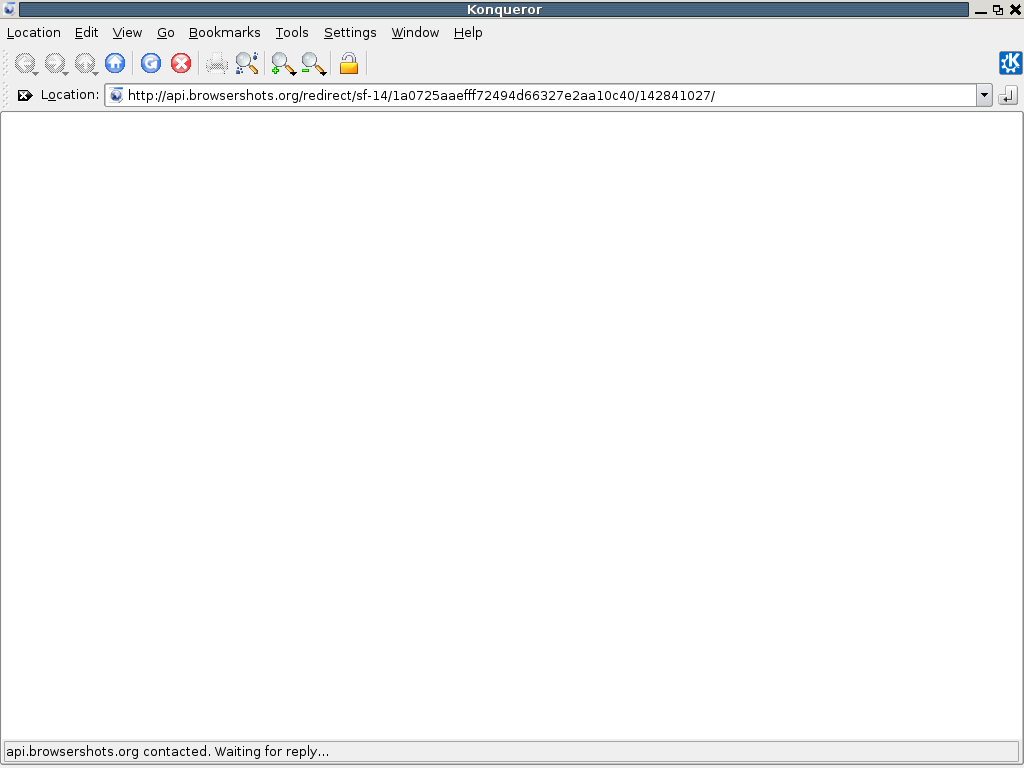 Konqueror
Location Edit View Go Bookmarks Tools Settings Window Help
Location: http://api.browsershots.org/redirect/sf-14/1a0725aaefff72494d66327e2aa10c40/142841027/
api.browsershots.org contacted. Waiting for reply...